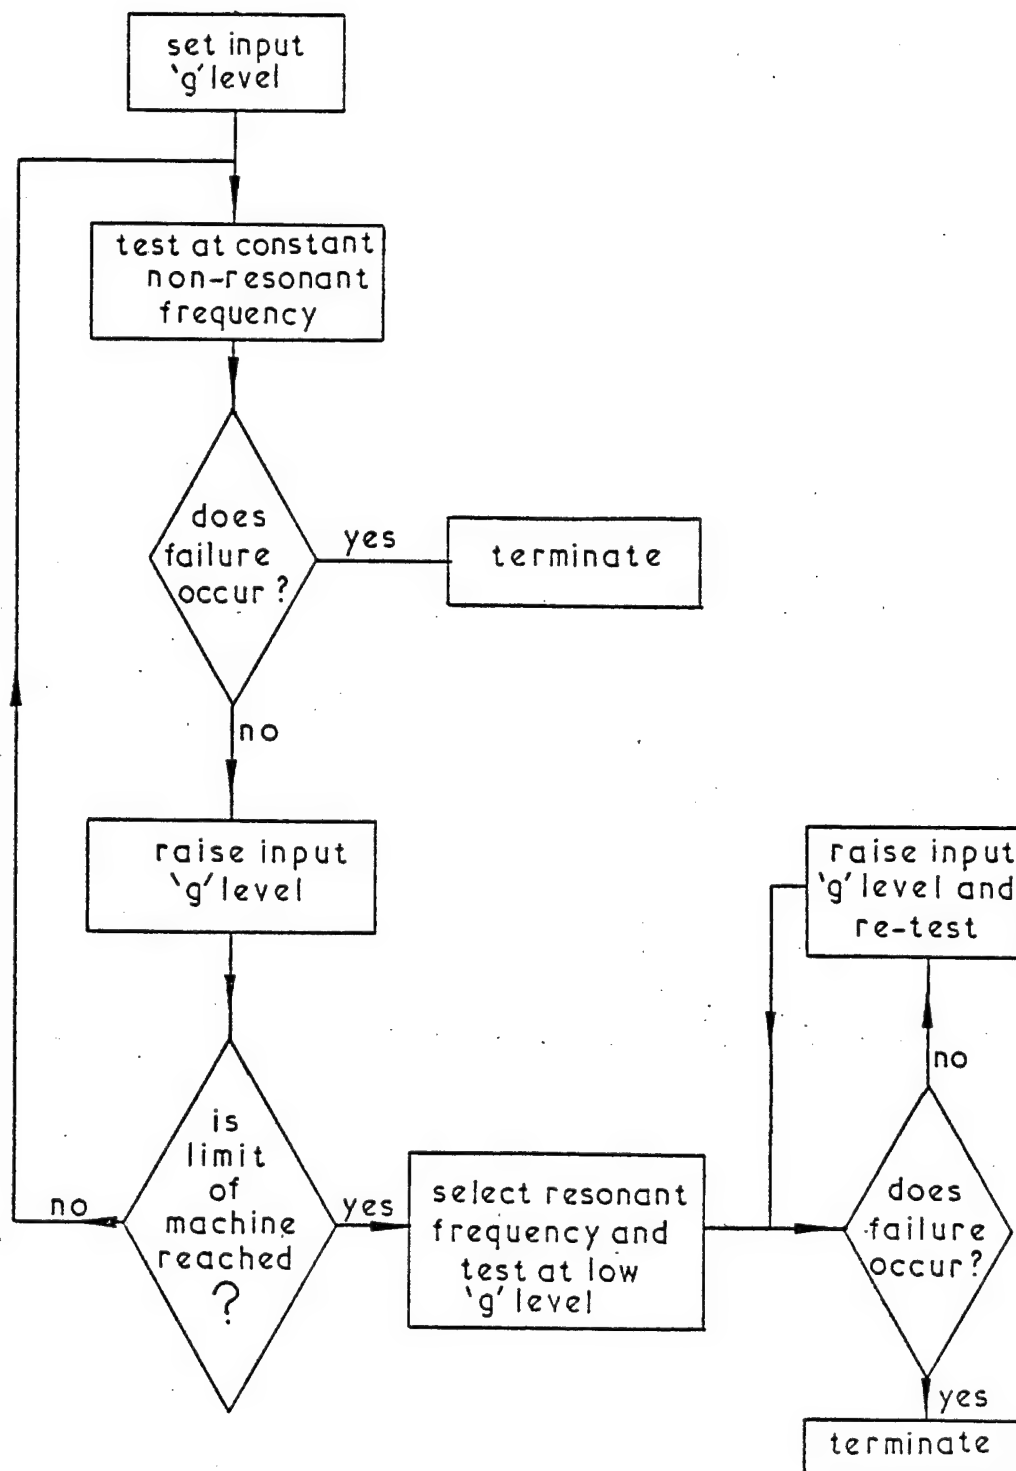 set input
'g' level
test at constant
non-resonant
frequency
does
failure
occur?
yes
terminate
no
raise input
'g' level
is
limit
of
machine
reached
?
no
yes
select resonant
frequency and
test at low
'g' level
raise input
'g' level and
re-test
no
does
failure
occur?
yes
terminate